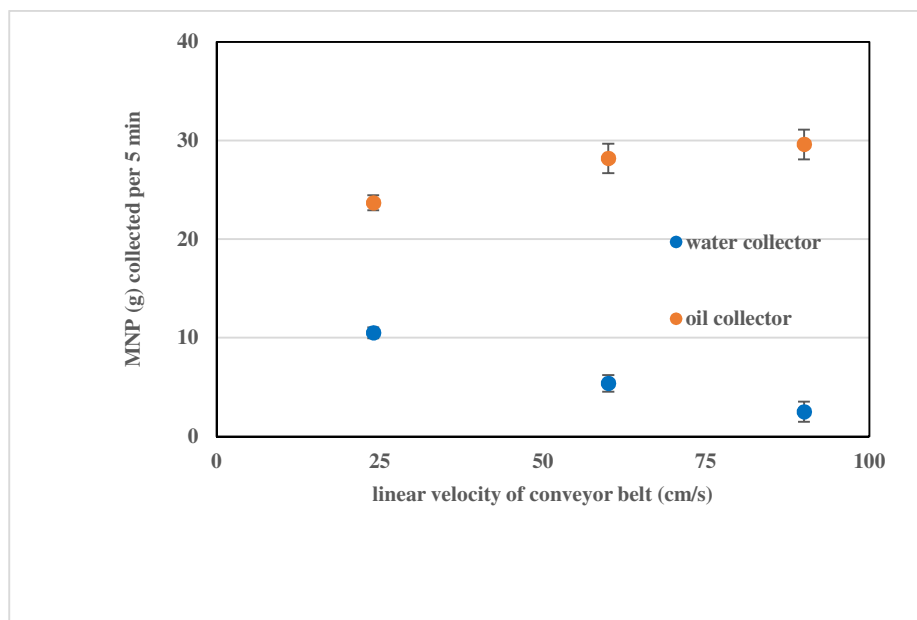 40
30
20
10
0
MNP (g) collected per 5 min
water collector
oil collector
0 25 50 75 100
linear velocity of conveyor belt (cm/s)